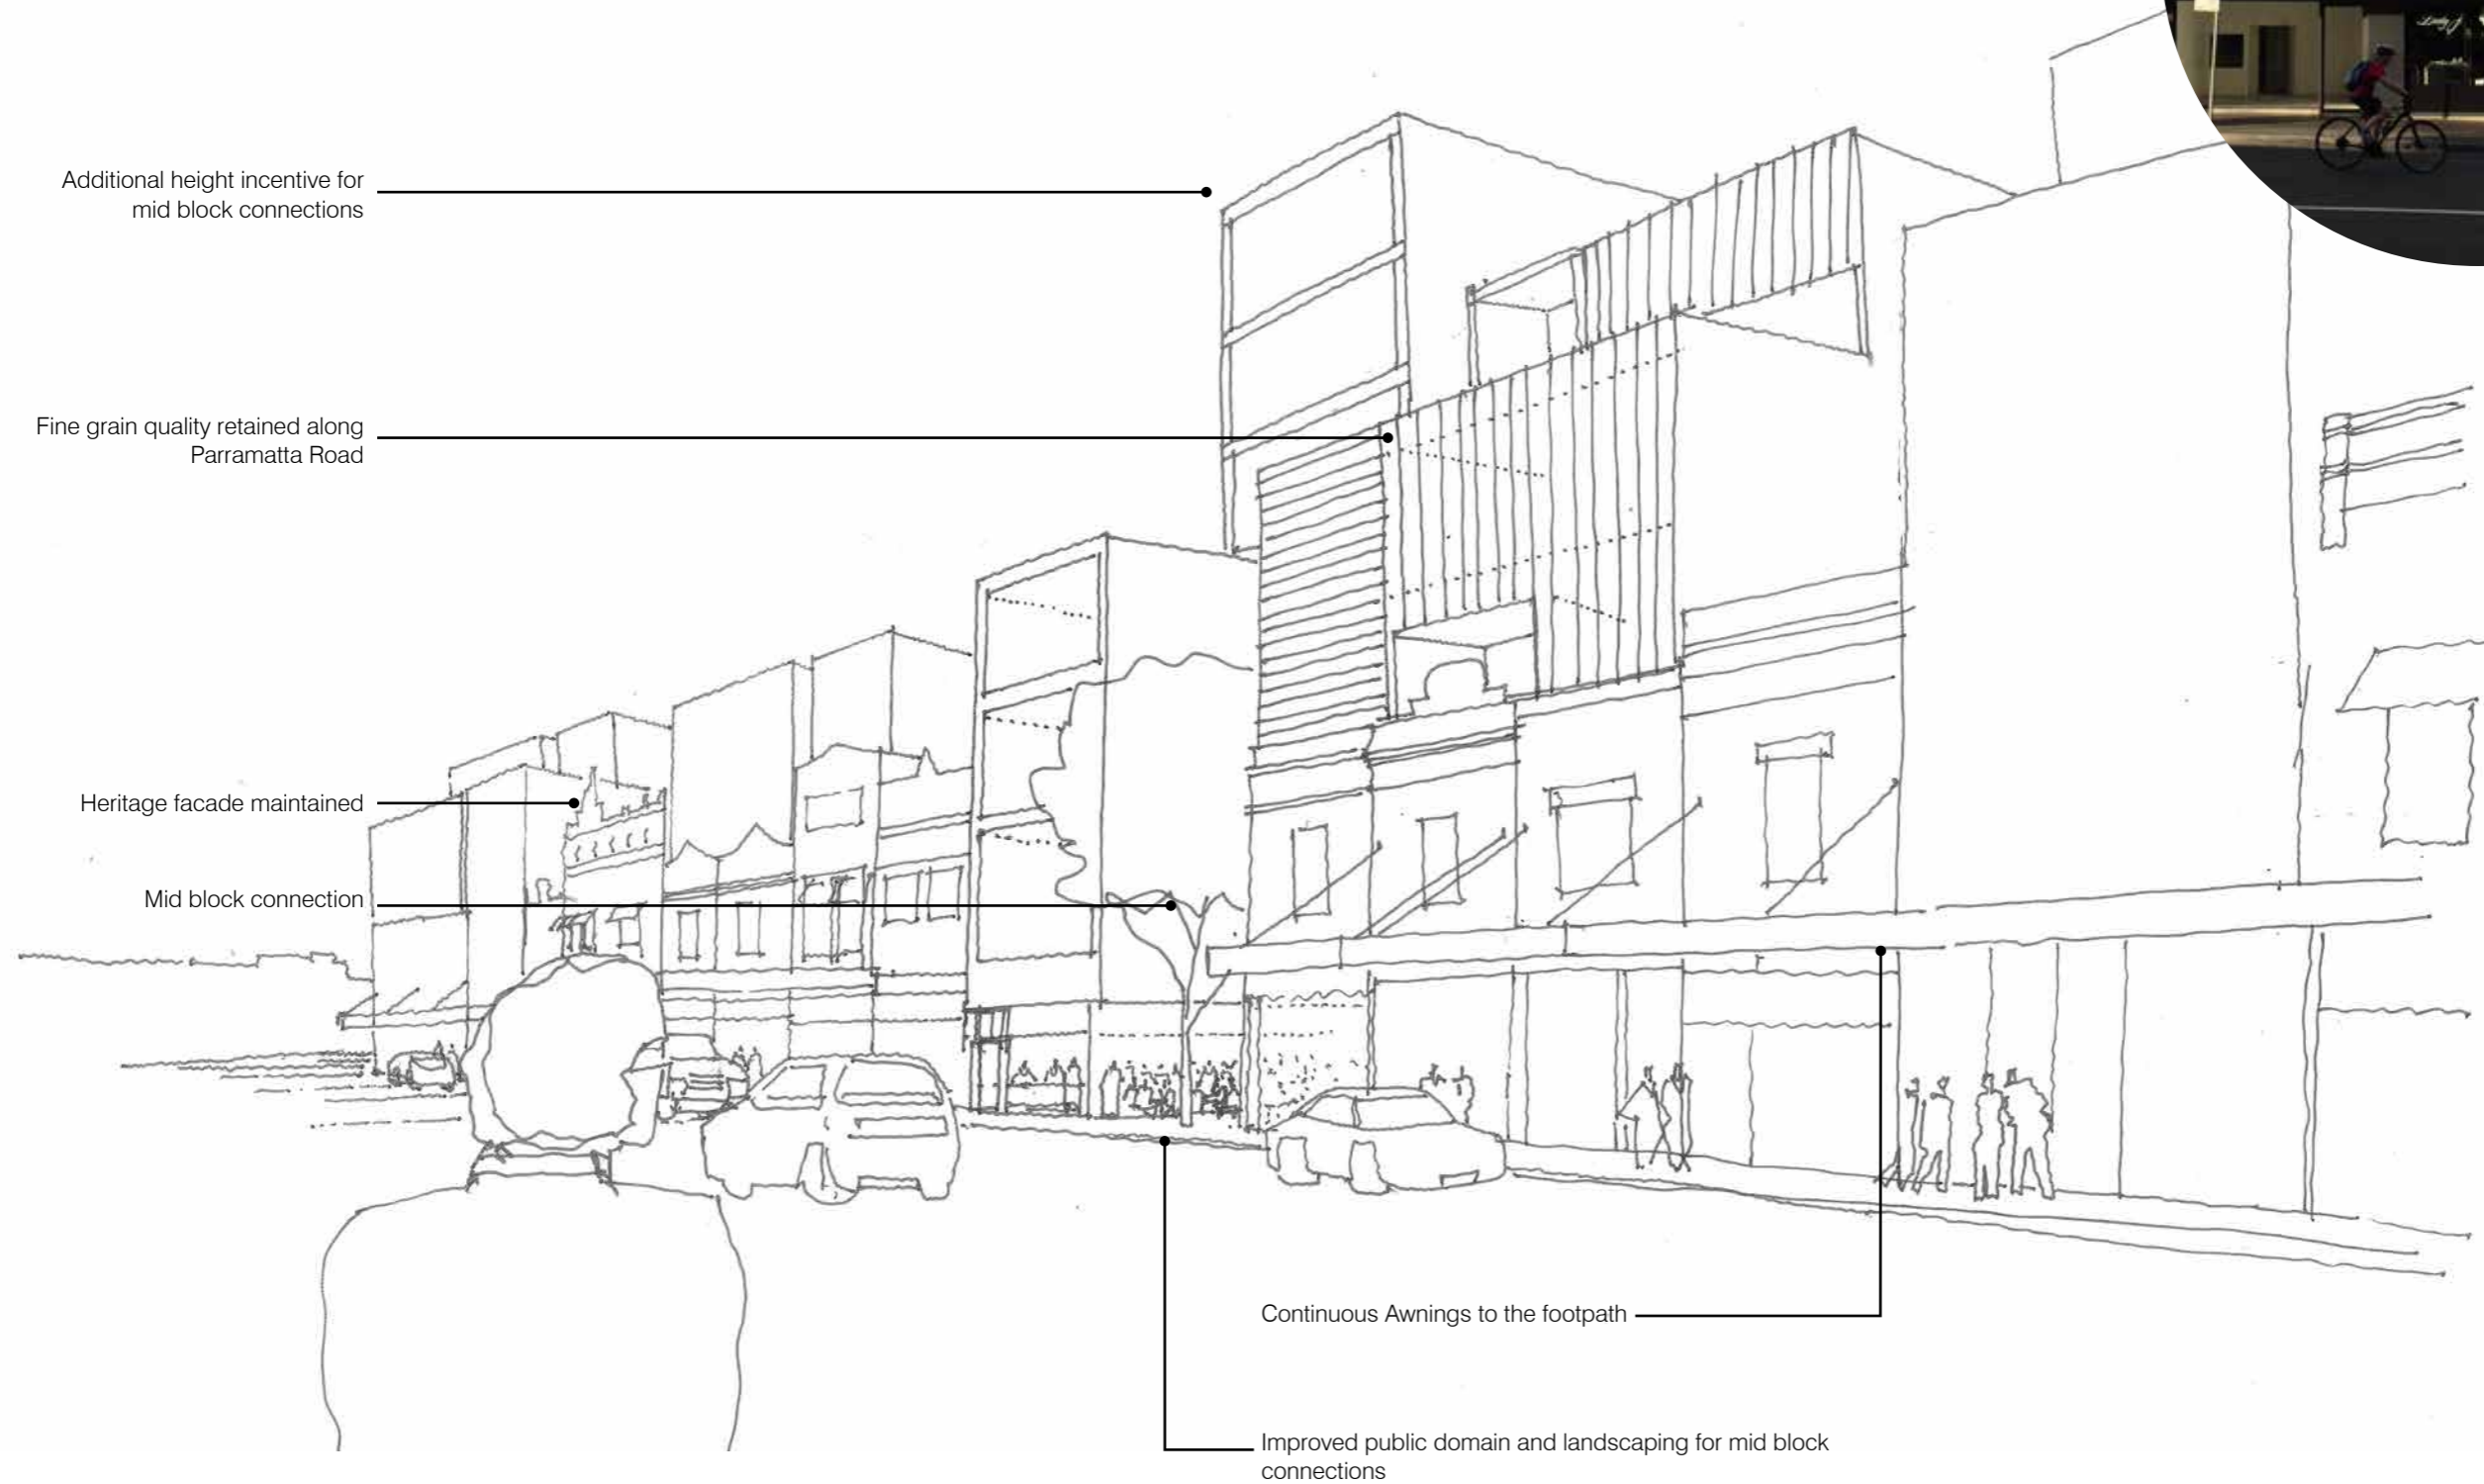 Additional height incentive for
mid block connections
Fine grain quality retained along
Parramatta Road
Heritage facade maintained
Mid block connection
Continuous Awnings to the footpath
Improved public domain and landscaping for mid block
connections